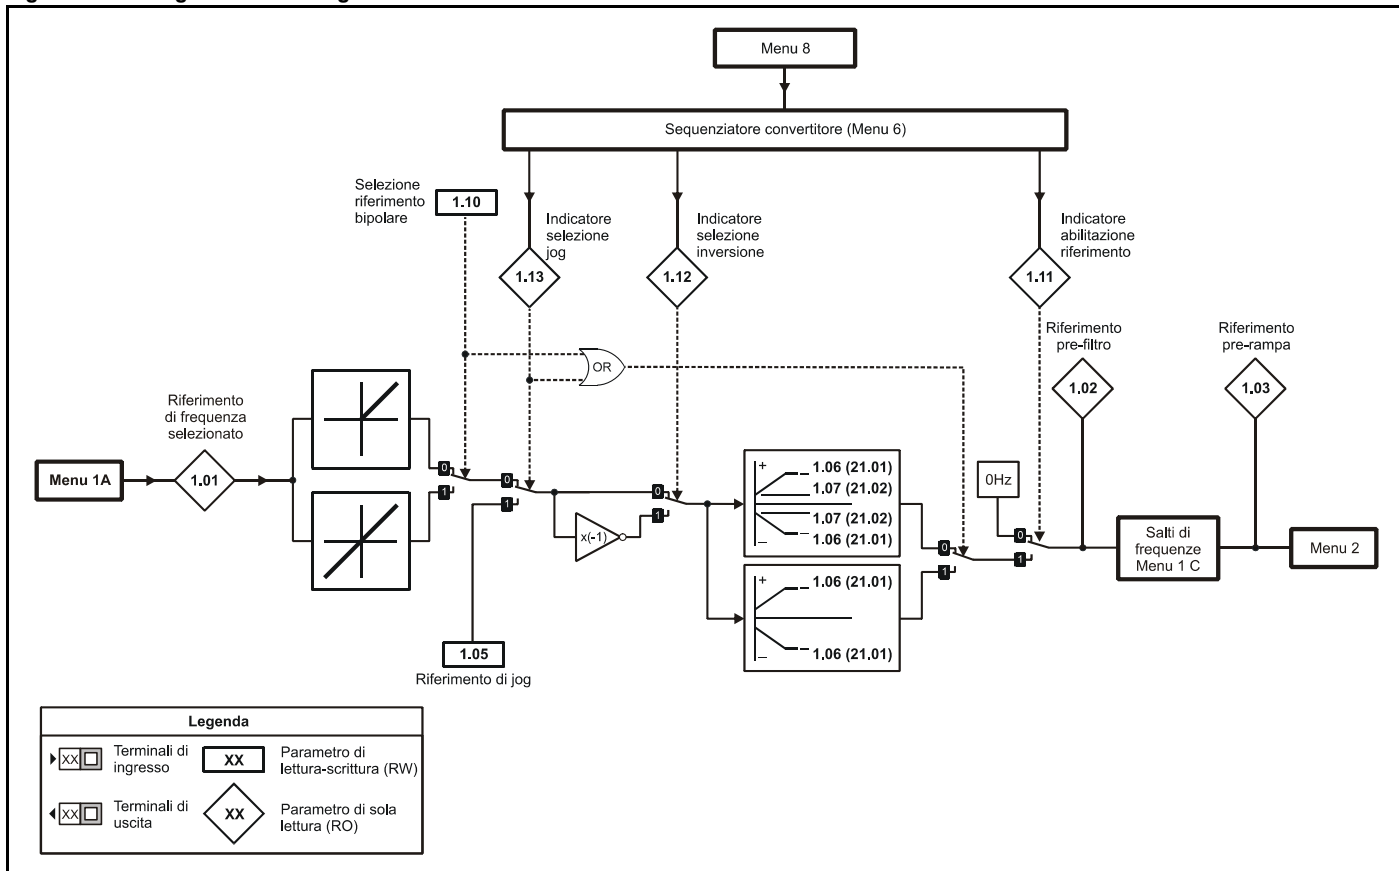 Menu 8
Sequenziatore convertitore (Menu 6)
Selezione
riferimento
bipolare
1.10
Indicatore
selezione
jog
1.13
Indicatore
selezione
inversione
1.12
Indicatore
abilitazione
riferimento
1.11
Riferimento
pre-filtro
1.02
Riferimento
pre-rampa
1.03
OR
Riferimento
di frequenza
selezionato
Menu 1A
1.01
0
1
0
1
0
1
x(-1)
+
1.06 (21.01)
1.07 (21.02)
1.07 (21.02)
1.06 (21.01)
–
+
1.06 (21.01)
1.06 (21.01)
–
0
1
0Hz
0
1
Salti di
frequenze
Menu 1 C
Menu 2
1.05
Riferimento di jog
Legenda
XX
Terminali di
ingresso
XX
Parametro di
lettura-scrittura (RW)
XX
Terminali di
uscita
XX
Parametro di sola
lettura (RO)